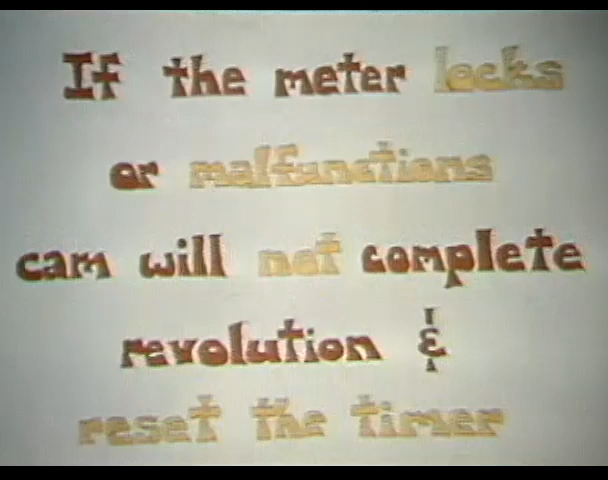 If the meter locks
or malfunctions
cam will not complete
revolution &
reset the timer